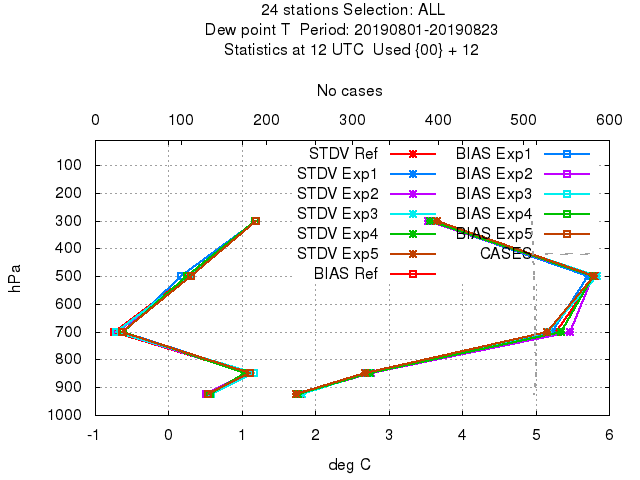 24 stations Selection: ALL
Dew point T  Period: 20190801-20190823
Statistics at 12 UTC  Used {00} + 12
No cases
0 100 200 300 400 500 600
STDV Ref
STDV Exp1
STDV Exp2
STDV Exp3
STDV Exp4
STDV Exp5
BIAS Ref
BIAS Exp1
BIAS Exp2
BIAS Exp3
BIAS Exp4
BIAS Exp5
CASES
100
200
300
400
500
600
700
800
900
1000
hPa
-1 0 1 2 3 4 5 6
deg C